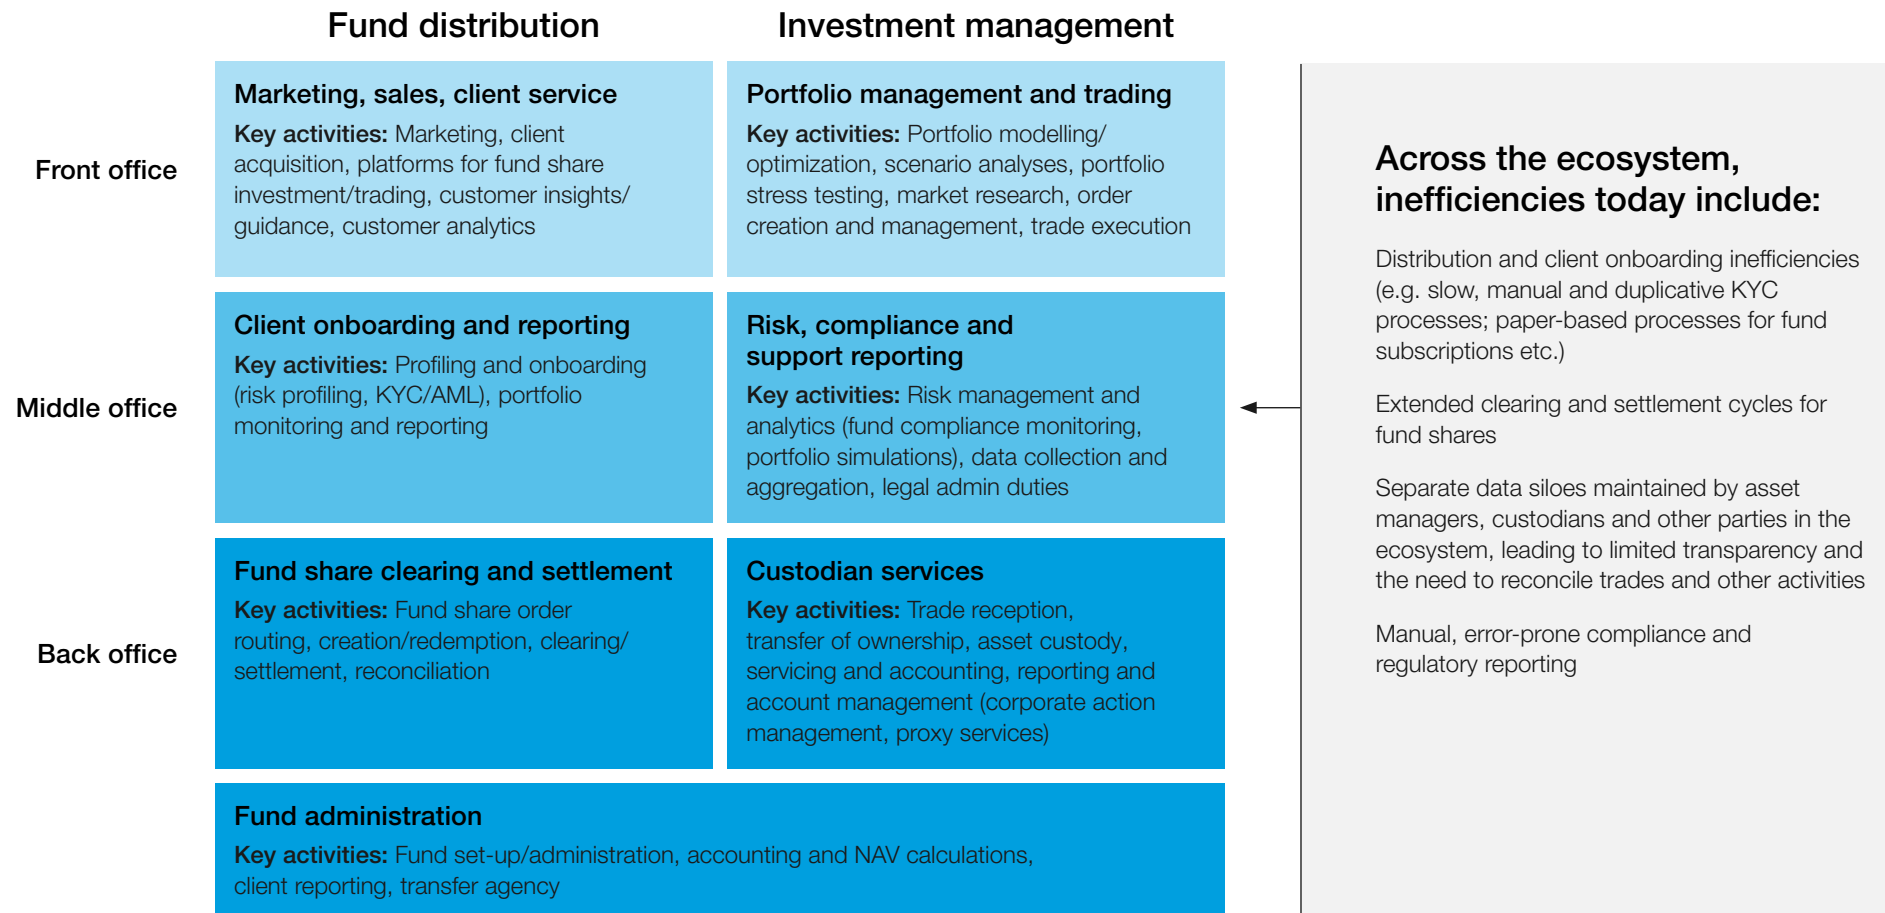 Fund distribution
Investment management
Front office
Marketing, sales, client service
Key activities: Marketing, client
acquisition, platforms for fund share
investment/trading, customer insights/
guidance, customer analytics
Portfolio management and trading
Key activities: Portfolio modelling/
optimization, scenario analyses, portfolio
stress testing, market research, order
creation and management, trade execution
Middle office
Client onboarding and reporting
Key activities: Profiling and onboarding
(risk profiling, KYC/AML), portfolio
monitoring and reporting
Risk, compliance and
support reporting
Key activities: Risk management and
analytics (fund compliance monitoring,
portfolio simulations), data collection and
aggregation, legal admin duties
Back office
Fund share clearing and settlement
Key activities: Fund share order
routing, creation/redemption, clearing/
settlement, reconciliation
Custodian services
Key activities: Trade reception,
transfer of ownership, asset custody,
servicing and accounting, reporting and
account management (corporate action
management, proxy services)
Fund administration
Key activities: Fund set-up/administration, accounting and NAV calculations,
client reporting, transfer agency
Across the ecosystem,
inefficiencies today include:
Distribution and client onboarding inefficiencies
(e.g. slow, manual and duplicative KYC
processes; paper-based processes for fund
subscriptions etc.)
Extended clearing and settlement cycles for
fund shares
Separate data siloes maintained by asset
managers, custodians and other parties in the
ecosystem, leading to limited transparency and
the need to reconcile trades and other activities
Manual, error-prone compliance and
regulatory reporting